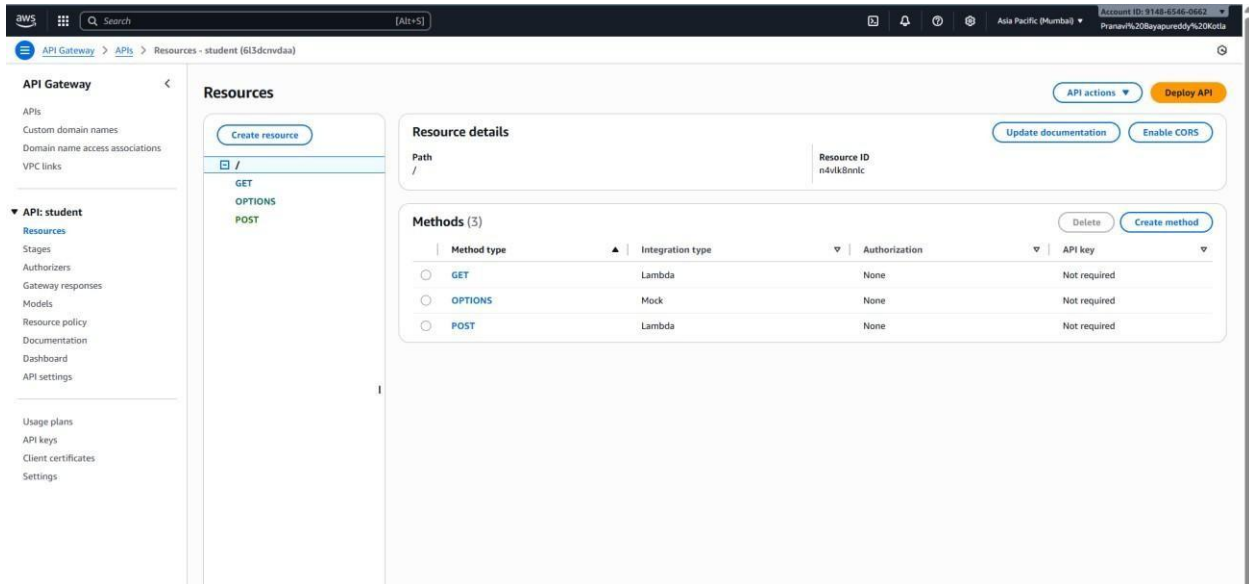 aws
Search
[Alt+S]
Asia Pacific (Mumbai)
Account ID: 9148-6546-0662
Pranavi%20Bayapureddy%20Kotla
API Gateway > APIs > Resources - student (6l3dcnvdaa)
API Gateway
APIs
Custom domain names
Domain name access associations
VPC links
API: student
Resources
Stages
Authorizers
Gateway responses
Models
Resource policy
Documentation
Dashboard
API settings
Usage plans
API keys
Client certificates
Settings
Resources
API actions
Deploy API
Create resource
/
GET
OPTIONS
POST
Resource details
Update documentation
Enable CORS
Path
/
Resource ID
n4vlk8nnlc
Methods (3)
Delete
Create method
Method type Integration type Authorization API key
GET Lambda None Not required
OPTIONS Mock None Not required
POST Lambda None Not required